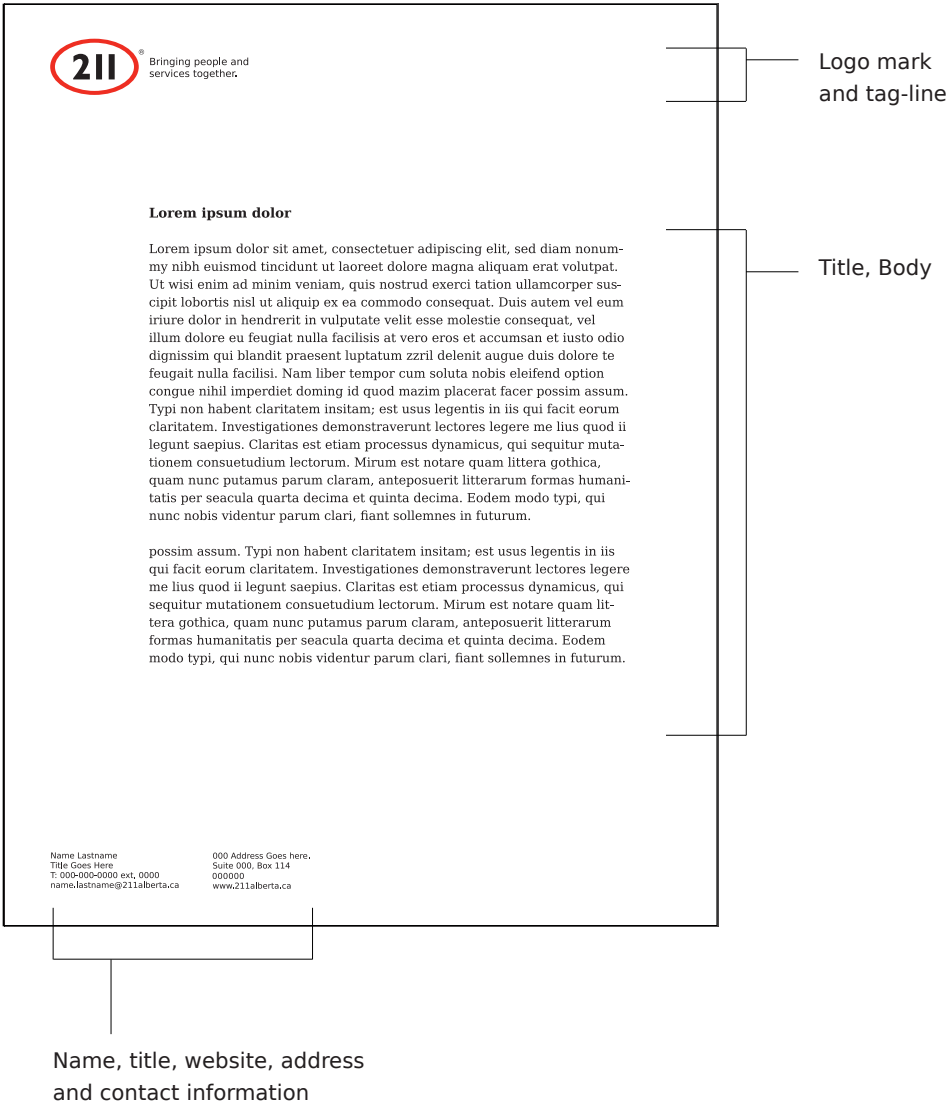 211®
Bringing people and
services together.
Logo mark
and tag-line
Lorem ipsum dolor
Lorem ipsum dolor sit amet, consectetuer adipiscing elit, sed diam nonum-
my nibh euismod tincidunt ut laoreet dolore magna aliquam erat volutpat.
Ut wisi enim ad minim veniam, quis nostrud exerci tation ullamcorper sus-
cipit lobortis nisl ut aliquip ex ea commodo consequat. Duis autem vel eum
iriure dolor in hendrerit in vulputate velit esse molestie consequat, vel
illum dolore eu feugiat nulla facilisis at vero eros et accumsan et iusto odio
dignissim qui blandit praesent luptatum zzril delenit augue duis dolore te
feugait nulla facilisi. Nam liber tempor cum soluta nobis eleifend option
congue nihil imperdiet doming id quod mazim placerat facer possim assum.
Typi non habent claritatem insitam; est usus legentis in iis qui facit eorum
claritatem. Investigationes demonstraverunt lectores legere me lius quod ii
legunt saepius. Claritas est etiam processus dynamicus, qui sequitur muta-
tionem consuetudium lectorum. Mirum est notare quam littera gothica,
quam nunc putamus parum claram, anteposuerit litterarum formas humani-
tatis per seacula quarta decima et quinta decima. Eodem modo typi, qui
nunc nobis videntur parum clari, fiant sollemnes in futurum.
possim assum. Typi non habent claritatem insitam; est usus legentis in iis
qui facit eorum claritatem. Investigationes demonstraverunt lectores legere
me lius quod ii legunt saepius. Claritas est etiam processus dynamicus, qui
sequitur mutationem consuetudium lectorum. Mirum est notare quam lit-
tera gothica, quam nunc putamus parum claram, anteposuerit litterarum
formas humanitatis per seacula quarta decima et quinta decima. Eodem
modo typi, qui nunc nobis videntur parum clari, fiant sollemnes in futurum.
Title, Body
Name Lastname
Title Goes Here
T: 000-000-0000 ext. 0000
name.lastname@211alberta.ca
000 Address Goes here.
Suite 000, Box 114
000000
www.211alberta.ca
Name, title, website, address
and contact information